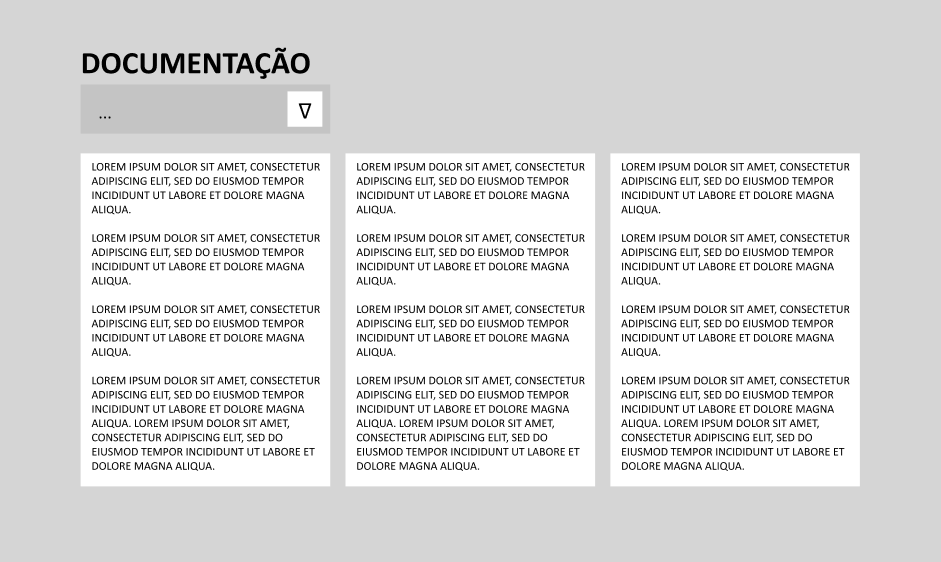 DOCUMENTAÇÃO
...
∇
LOREM IPSUM DOLOR SIT AMET, CONSECTETUR
ADIPISCING ELIT, SED DO EIUSMOD TEMPOR
INCIDIDUNT UT LABORE ET DOLORE MAGNA
ALIQUA.
LOREM IPSUM DOLOR SIT AMET, CONSECTETUR
ADIPISCING ELIT, SED DO EIUSMOD TEMPOR
INCIDIDUNT UT LABORE ET DOLORE MAGNA
ALIQUA.
LOREM IPSUM DOLOR SIT AMET, CONSECTETUR
ADIPISCING ELIT, SED DO EIUSMOD TEMPOR
INCIDIDUNT UT LABORE ET DOLORE MAGNA
ALIQUA.
LOREM IPSUM DOLOR SIT AMET, CONSECTETUR
ADIPISCING ELIT, SED DO EIUSMOD TEMPOR
INCIDIDUNT UT LABORE ET DOLORE MAGNA
ALIQUA. LOREM IPSUM DOLOR SIT AMET,
CONSECTETUR ADIPISCING ELIT, SED DO
EIUSMOD TEMPOR INCIDIDUNT UT LABORE ET
DOLORE MAGNA ALIQUA.
LOREM IPSUM DOLOR SIT AMET, CONSECTETUR
ADIPISCING ELIT, SED DO EIUSMOD TEMPOR
INCIDIDUNT UT LABORE ET DOLORE MAGNA
ALIQUA.
LOREM IPSUM DOLOR SIT AMET, CONSECTETUR
ADIPISCING ELIT, SED DO EIUSMOD TEMPOR
INCIDIDUNT UT LABORE ET DOLORE MAGNA
ALIQUA.
LOREM IPSUM DOLOR SIT AMET, CONSECTETUR
ADIPISCING ELIT, SED DO EIUSMOD TEMPOR
INCIDIDUNT UT LABORE ET DOLORE MAGNA
ALIQUA.
LOREM IPSUM DOLOR SIT AMET, CONSECTETUR
ADIPISCING ELIT, SED DO EIUSMOD TEMPOR
INCIDIDUNT UT LABORE ET DOLORE MAGNA
ALIQUA. LOREM IPSUM DOLOR SIT AMET,
CONSECTETUR ADIPISCING ELIT, SED DO
EIUSMOD TEMPOR INCIDIDUNT UT LABORE ET
DOLORE MAGNA ALIQUA.
LOREM IPSUM DOLOR SIT AMET, CONSECTETUR
ADIPISCING ELIT, SED DO EIUSMOD TEMPOR
INCIDIDUNT UT LABORE ET DOLORE MAGNA
ALIQUA.
LOREM IPSUM DOLOR SIT AMET, CONSECTETUR
ADIPISCING ELIT, SED DO EIUSMOD TEMPOR
INCIDIDUNT UT LABORE ET DOLORE MAGNA
ALIQUA.
LOREM IPSUM DOLOR SIT AMET, CONSECTETUR
ADIPISCING ELIT, SED DO EIUSMOD TEMPOR
INCIDIDUNT UT LABORE ET DOLORE MAGNA
ALIQUA.
LOREM IPSUM DOLOR SIT AMET, CONSECTETUR
ADIPISCING ELIT, SED DO EIUSMOD TEMPOR
INCIDIDUNT UT LABORE ET DOLORE MAGNA
ALIQUA. LOREM IPSUM DOLOR SIT AMET,
CONSECTETUR ADIPISCING ELIT, SED DO
EIUSMOD TEMPOR INCIDIDUNT UT LABORE ET
DOLORE MAGNA ALIQUA.